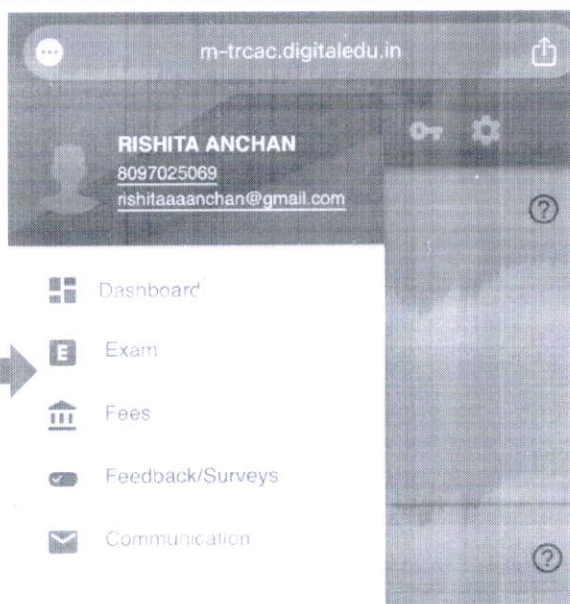 m-trcac.digitaledu.in
RISHITA ANCHAN
8097025069
rishitaaaanchan@gmail.com
Dashboard
E Exam
Fees
Feedback/Surveys
Communication
?
?